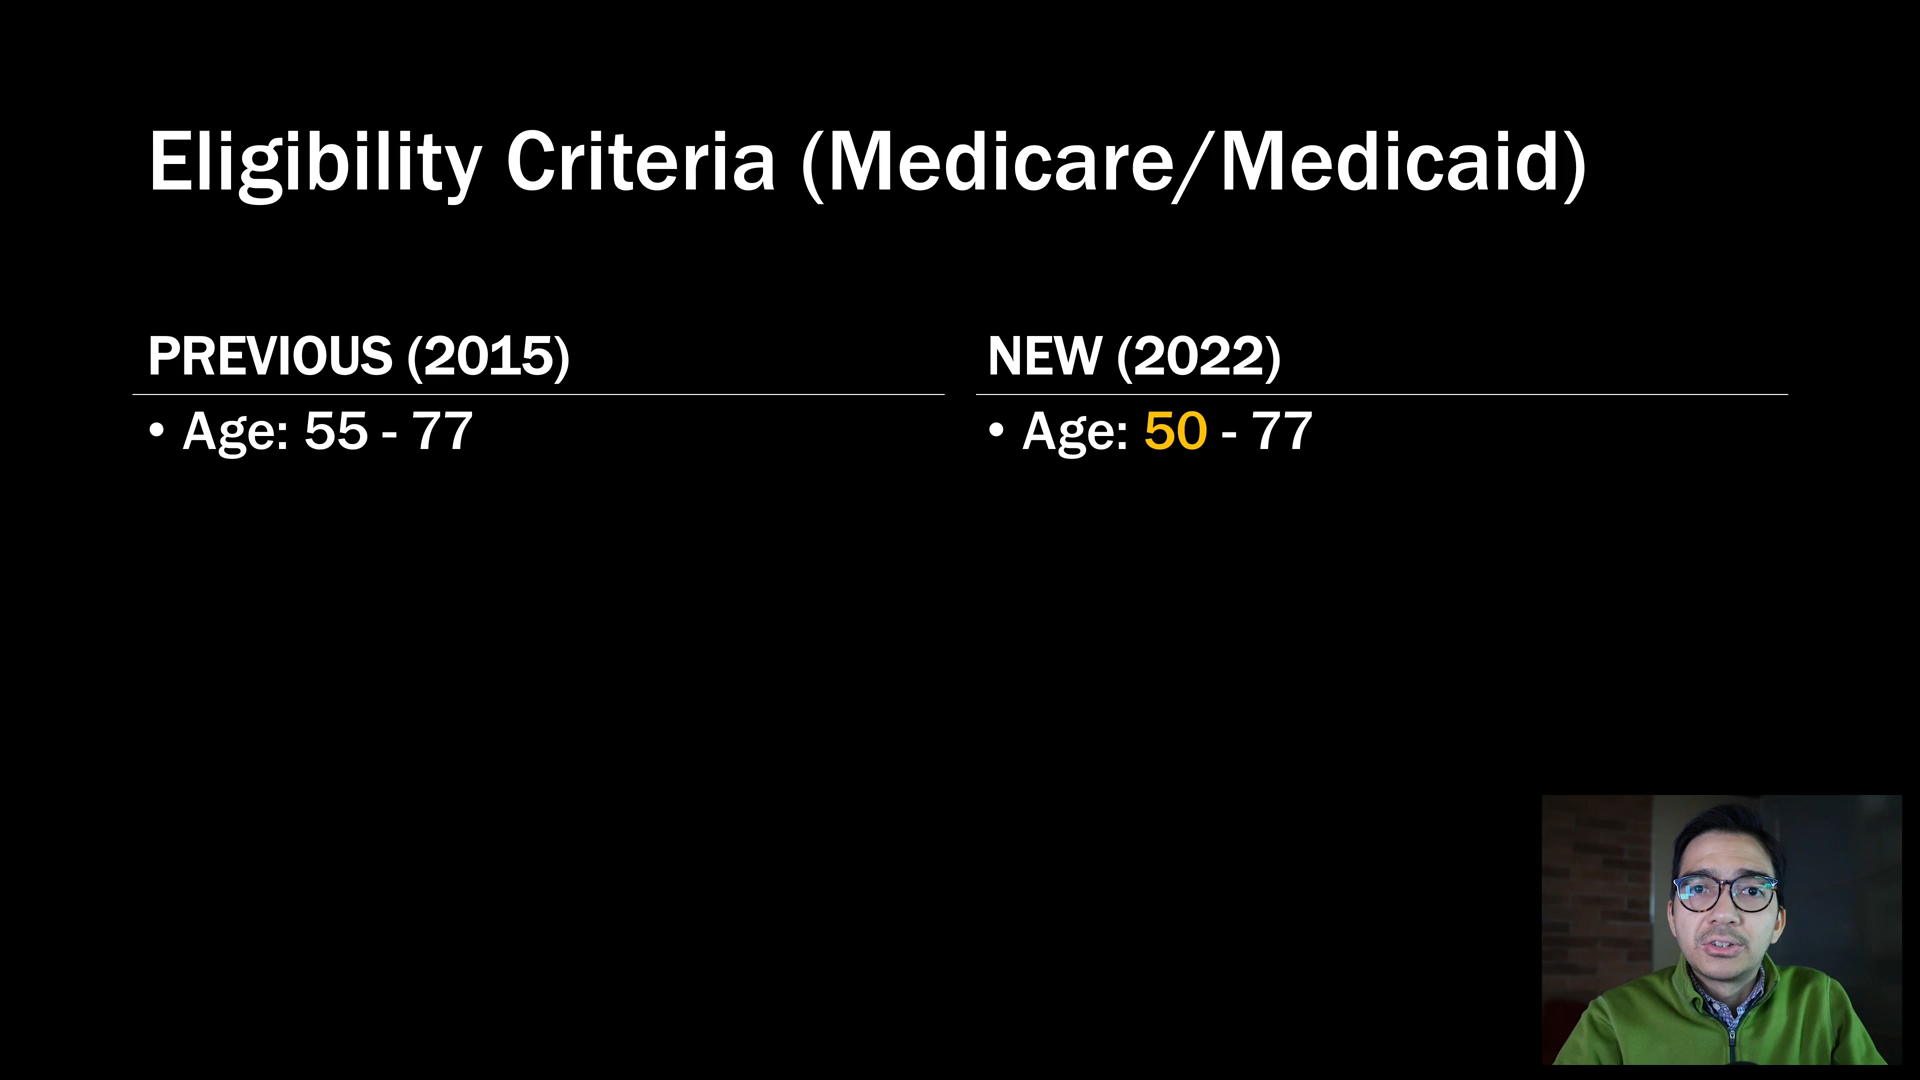 Eligibility Criteria (Medicare/Medicaid)
PREVIOUS (2015)
• Age: 55 - 77
NEW (2022)
• Age: 50 - 77